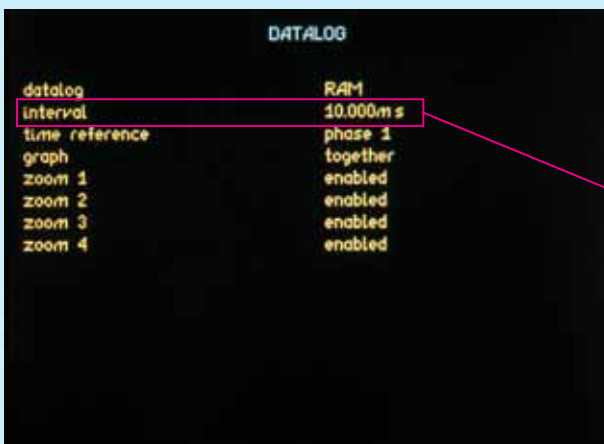 DATALOG
datalog RAM
interval 10.000m s
time reference phase 1
graph together
zoom 1 enabled
zoom 2 enabled
zoom 3 enabled
zoom 4 enabled